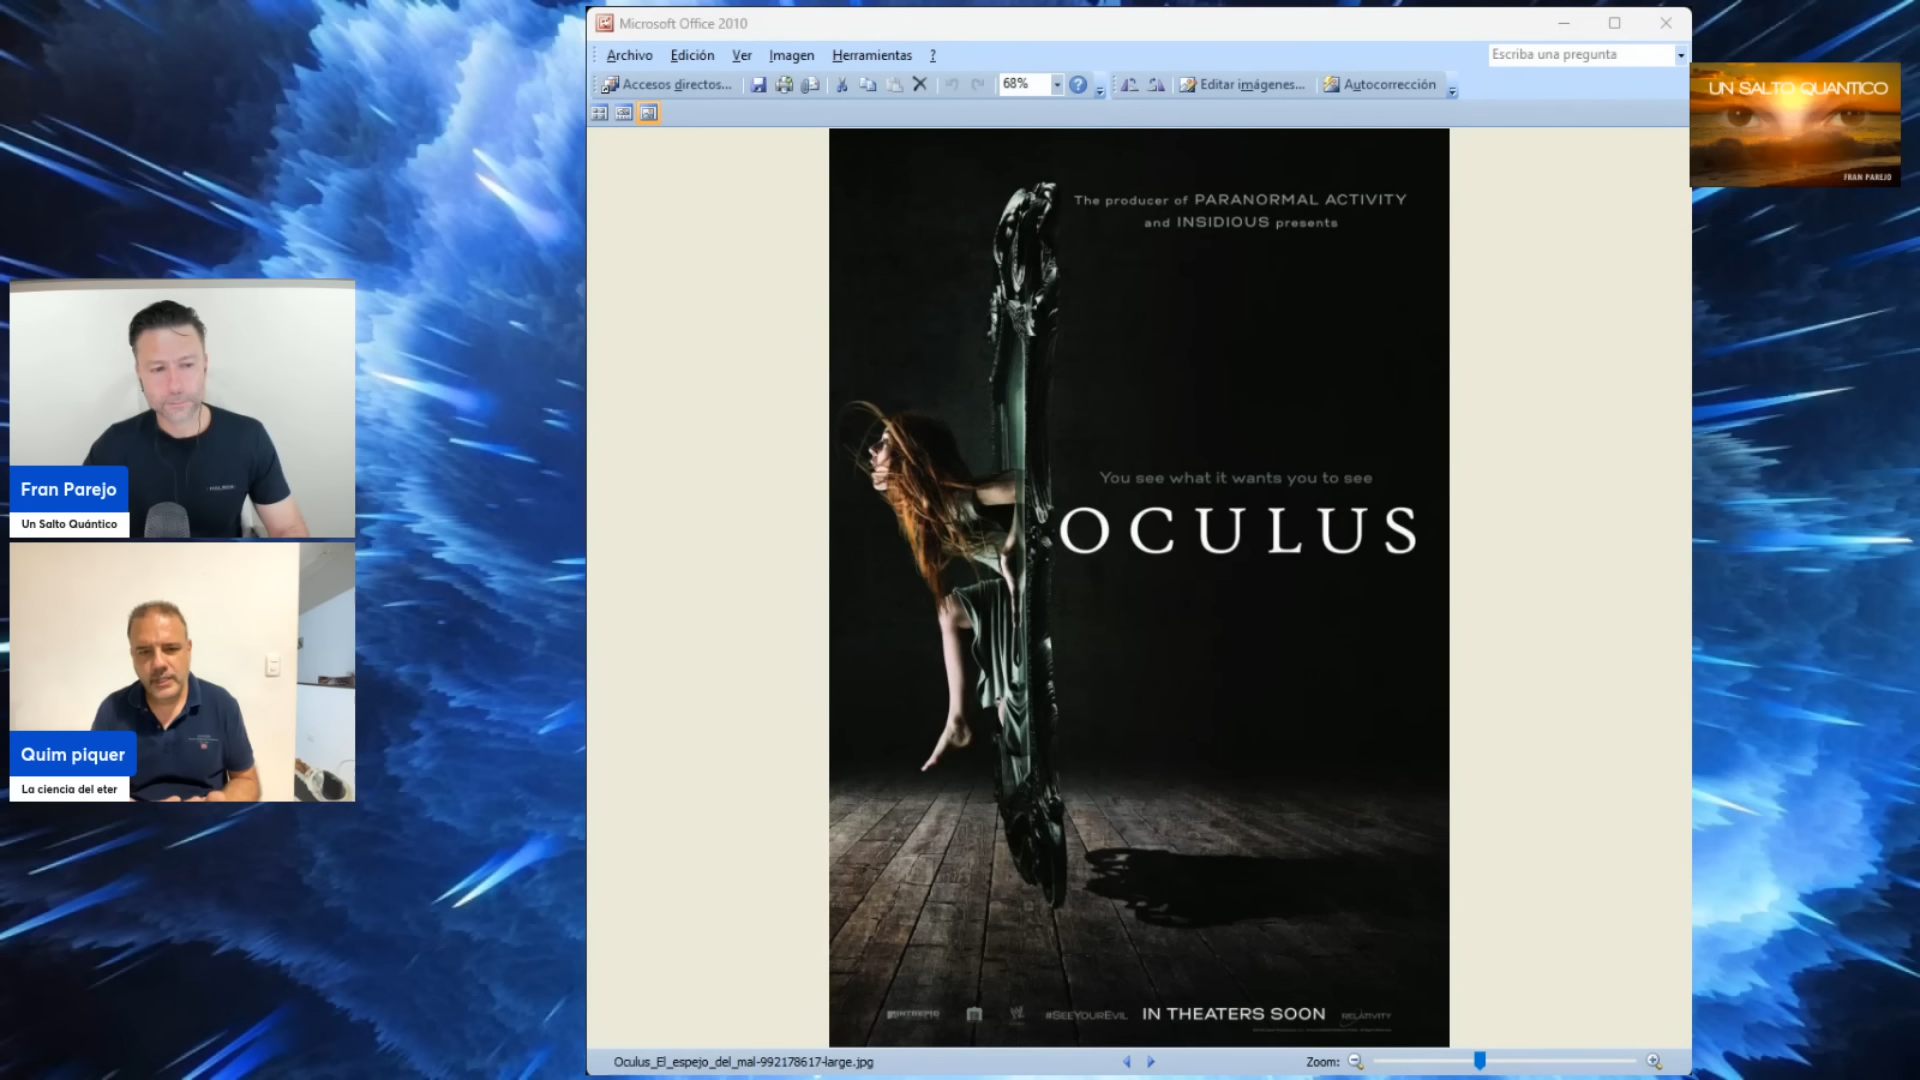 Microsoft Office 2010
Archivo Edición Ver Imagen Herramientas ?
Escriba una pregunta
Accesos directos... 68% Editar imágenes... Autocorrección
UN SALTO QUANTICO
FRAN PAREJO
The producer of PARANORMAL ACTIVITY
and INSIDIOUS presents
You see what it wants you to see
OCULUS
Fran Parejo
Un Salto Quántico
Quim piquer
La ciencia del eter
INTREPID #SEEYOUREVIL IN THEATERS SOON RELATIVITY
Oculus_El_espejo_del_mal-992178617-large.jpg
Zoom: